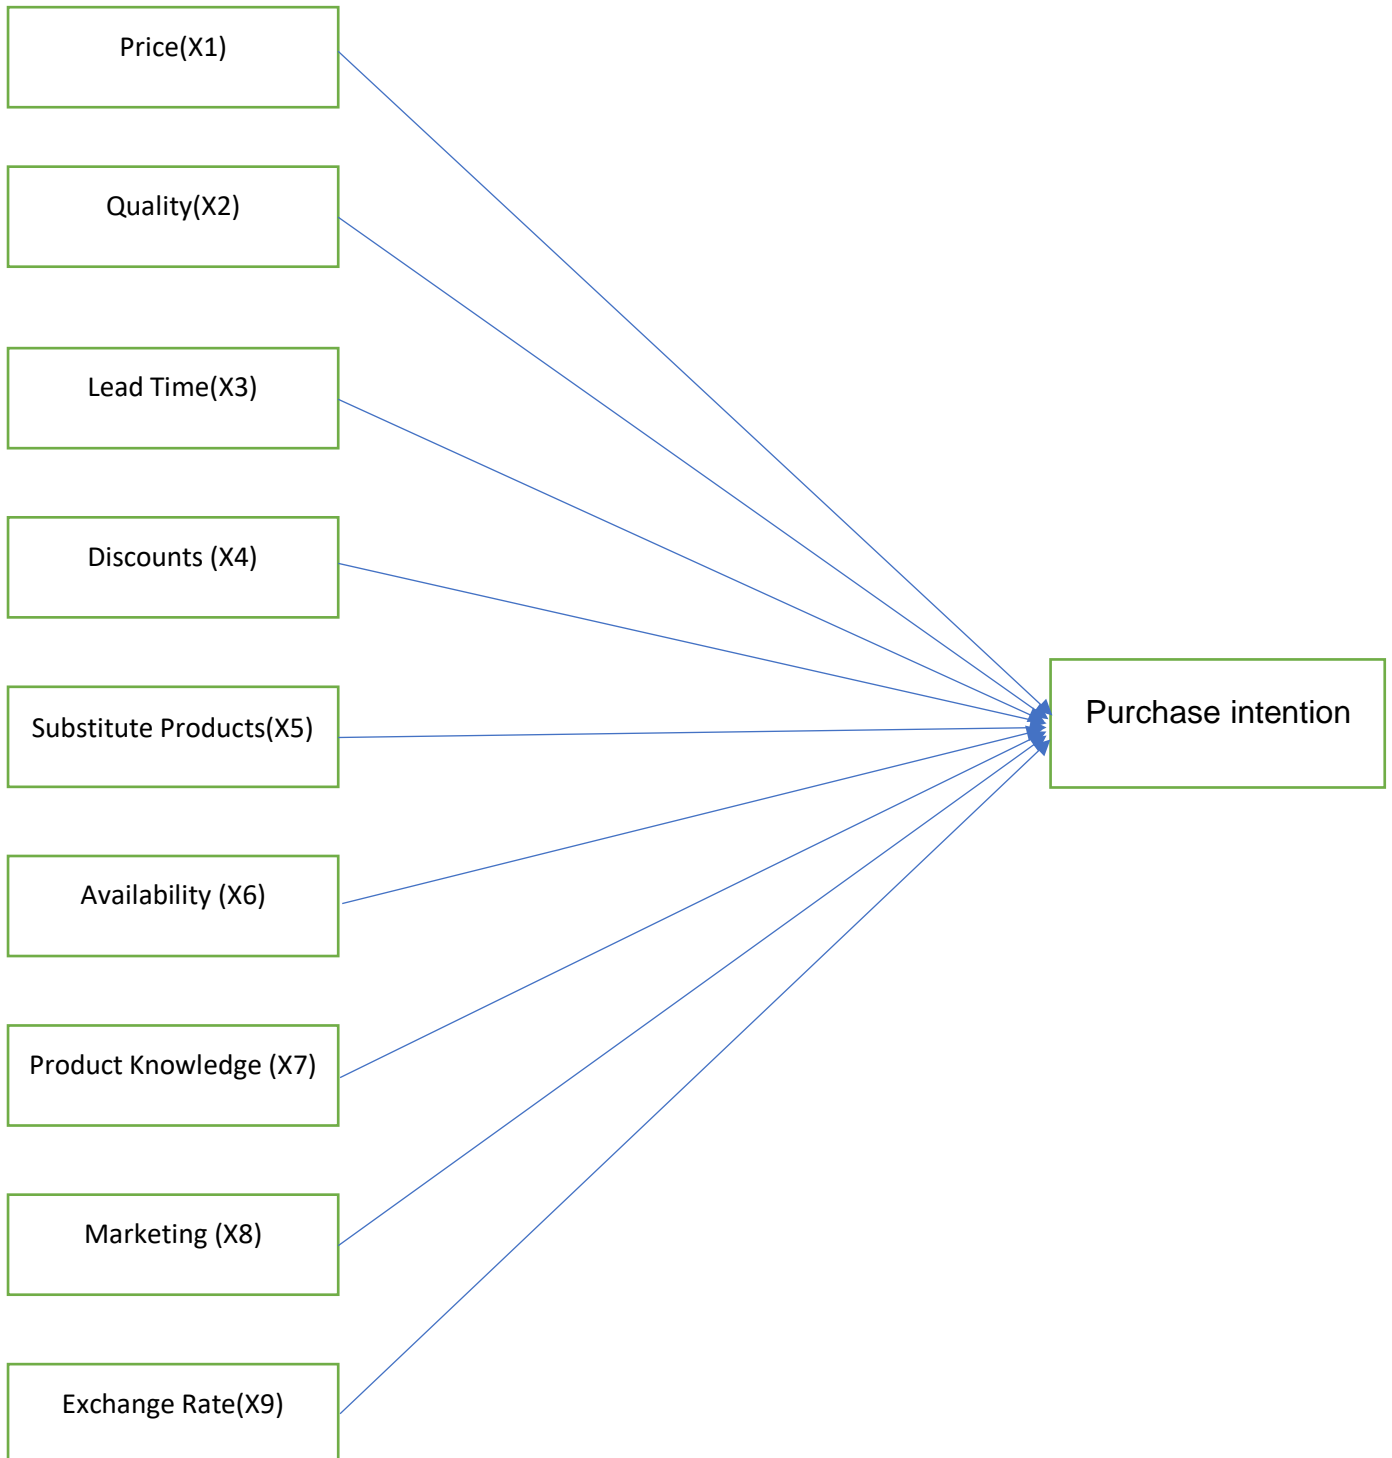 Price(X1)
Quality(X2)
Lead Time(X3)
Discounts (X4)
Substitute Products(X5)
Purchase intention
Availability (X6)
Product Knowledge (X7)
Marketing (X8)
Exchange Rate(X9)